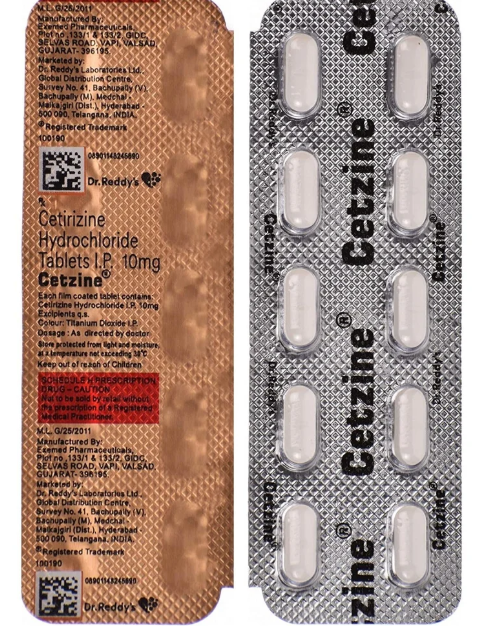 M.L. G/25/2011
Manufactured By:
Exemed Pharmaceuticals,
Plot no ,133/1 & 133/2, GIDC,
SELVAS ROAD, VAPI, VALSAD,
GUJARAT- 396195.
Marketed by:
Dr. Reddy's Laboratories Ltd.,
Global Distribution Centre,
Survey No. 41, Bachupally (V),
Bachupally (M), Medchal
Malkajgiri (Dist.), Hyderabad -
500 090, Telangana, INDIA.
®Registered Trademark
100190
08901148245690
Dr.Reddy's
℞
Cetirizine
Hydrochloride
Tablets I.P. 10mg
Cetzine®
Each film coated tablet contains:
Cetirizine Hydrochloride I.P. 10mg
Excipients q.s.
Colour: Titanium Dioxide I.P.
Dosage : As directed by doctor
Store protected from light and moisture,
at a temperature not exceeding 30°C
Keep out of reach of Children
SCHEDULE H PRESCRIPTION
DRUG – CAUTION
Not to be sold by retail without
the prescription of a Registered
Medical Practitioner.
M.L. G/25/2011
Manufactured By:
Exemed Pharmaceuticals,
Plot no ,133/1 & 133/2, GIDC,
SELVAS ROAD, VAPI, VALSAD,
GUJARAT- 396195.
Marketed by:
Dr. Reddy's Laboratories Ltd.,
Global Distribution Centre,
Survey No. 41, Bachupally (V),
Bachupally (M), Medchal
Malkajgiri (Dist.), Hyderabad -
500 090, Telangana, INDIA.
®Registered Trademark
100190
08901148245690
Dr.Reddy's
Cetzine®
Cetzine®
Cetzine®
Dr.Reddy's
Cetzine®
Dr.Reddy's
Cetzine®
Cetzine®
Cetzine®